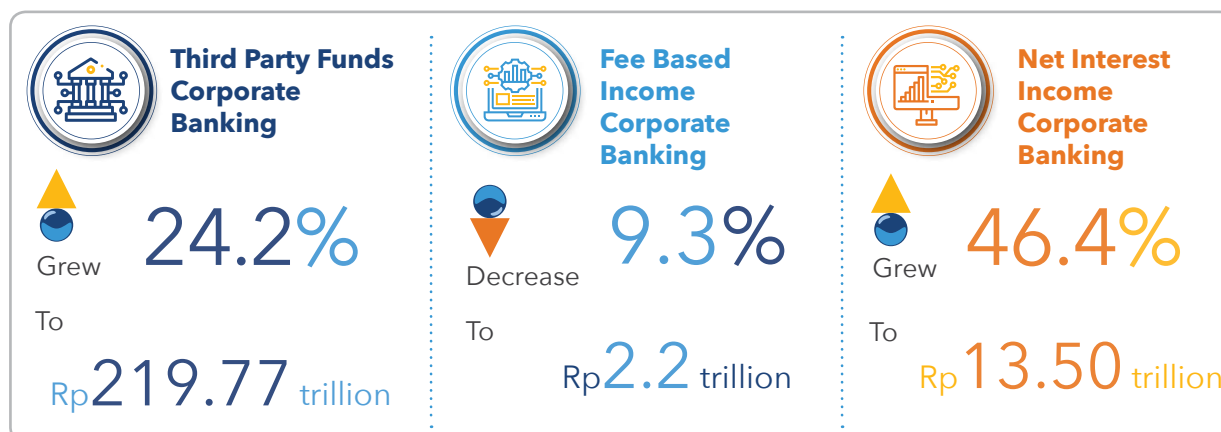 Third Party Funds
Corporate
Banking
Grew
24.2%
To
Rp219.77 trillion
Fee Based
Income
Corporate
Banking
Decrease
9.3%
To
Rp2.2 trillion
Net Interest
Income
Corporate
Banking
Grew
46.4%
To
Rp13.50 trillion